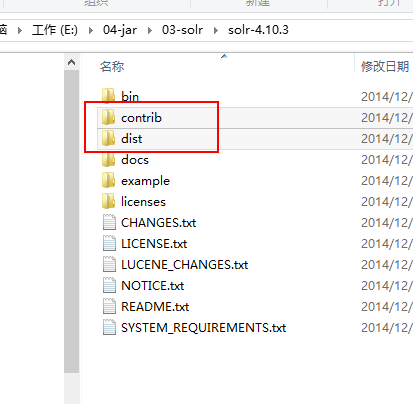 组织 新建 打开
脑 › 工作 (E:) › 04-jar › 03-solr › solr-4.10.3
名称 修改日期
bin 2014/12/
contrib 2014/12/
dist 2014/12/
docs 2014/12/
example 2014/12/
licenses 2014/12/
CHANGES.txt 2014/12/
LICENSE.txt 2014/12/
LUCENE_CHANGES.txt 2014/12/
NOTICE.txt 2014/12/
README.txt 2014/12/
SYSTEM_REQUIREMENTS.txt 2014/12/